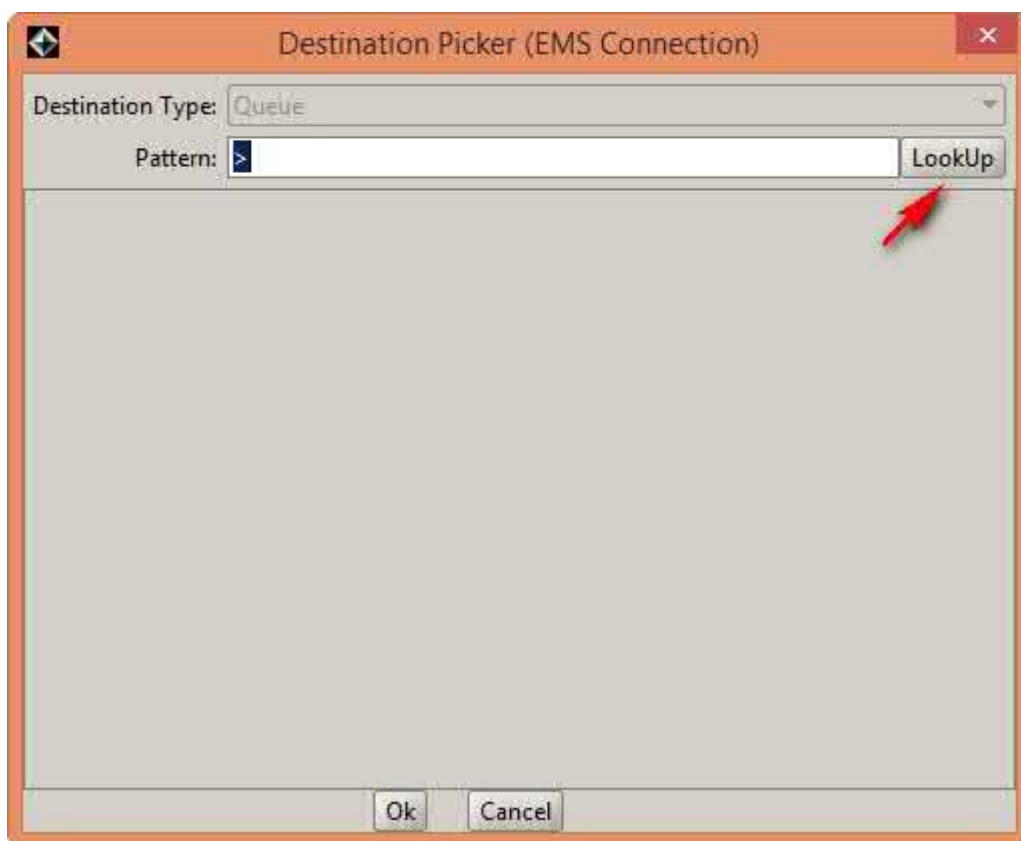 Destination Picker (EMS Connection)
Destination Type: Queue
Pattern: > LookUp
Ok Cancel